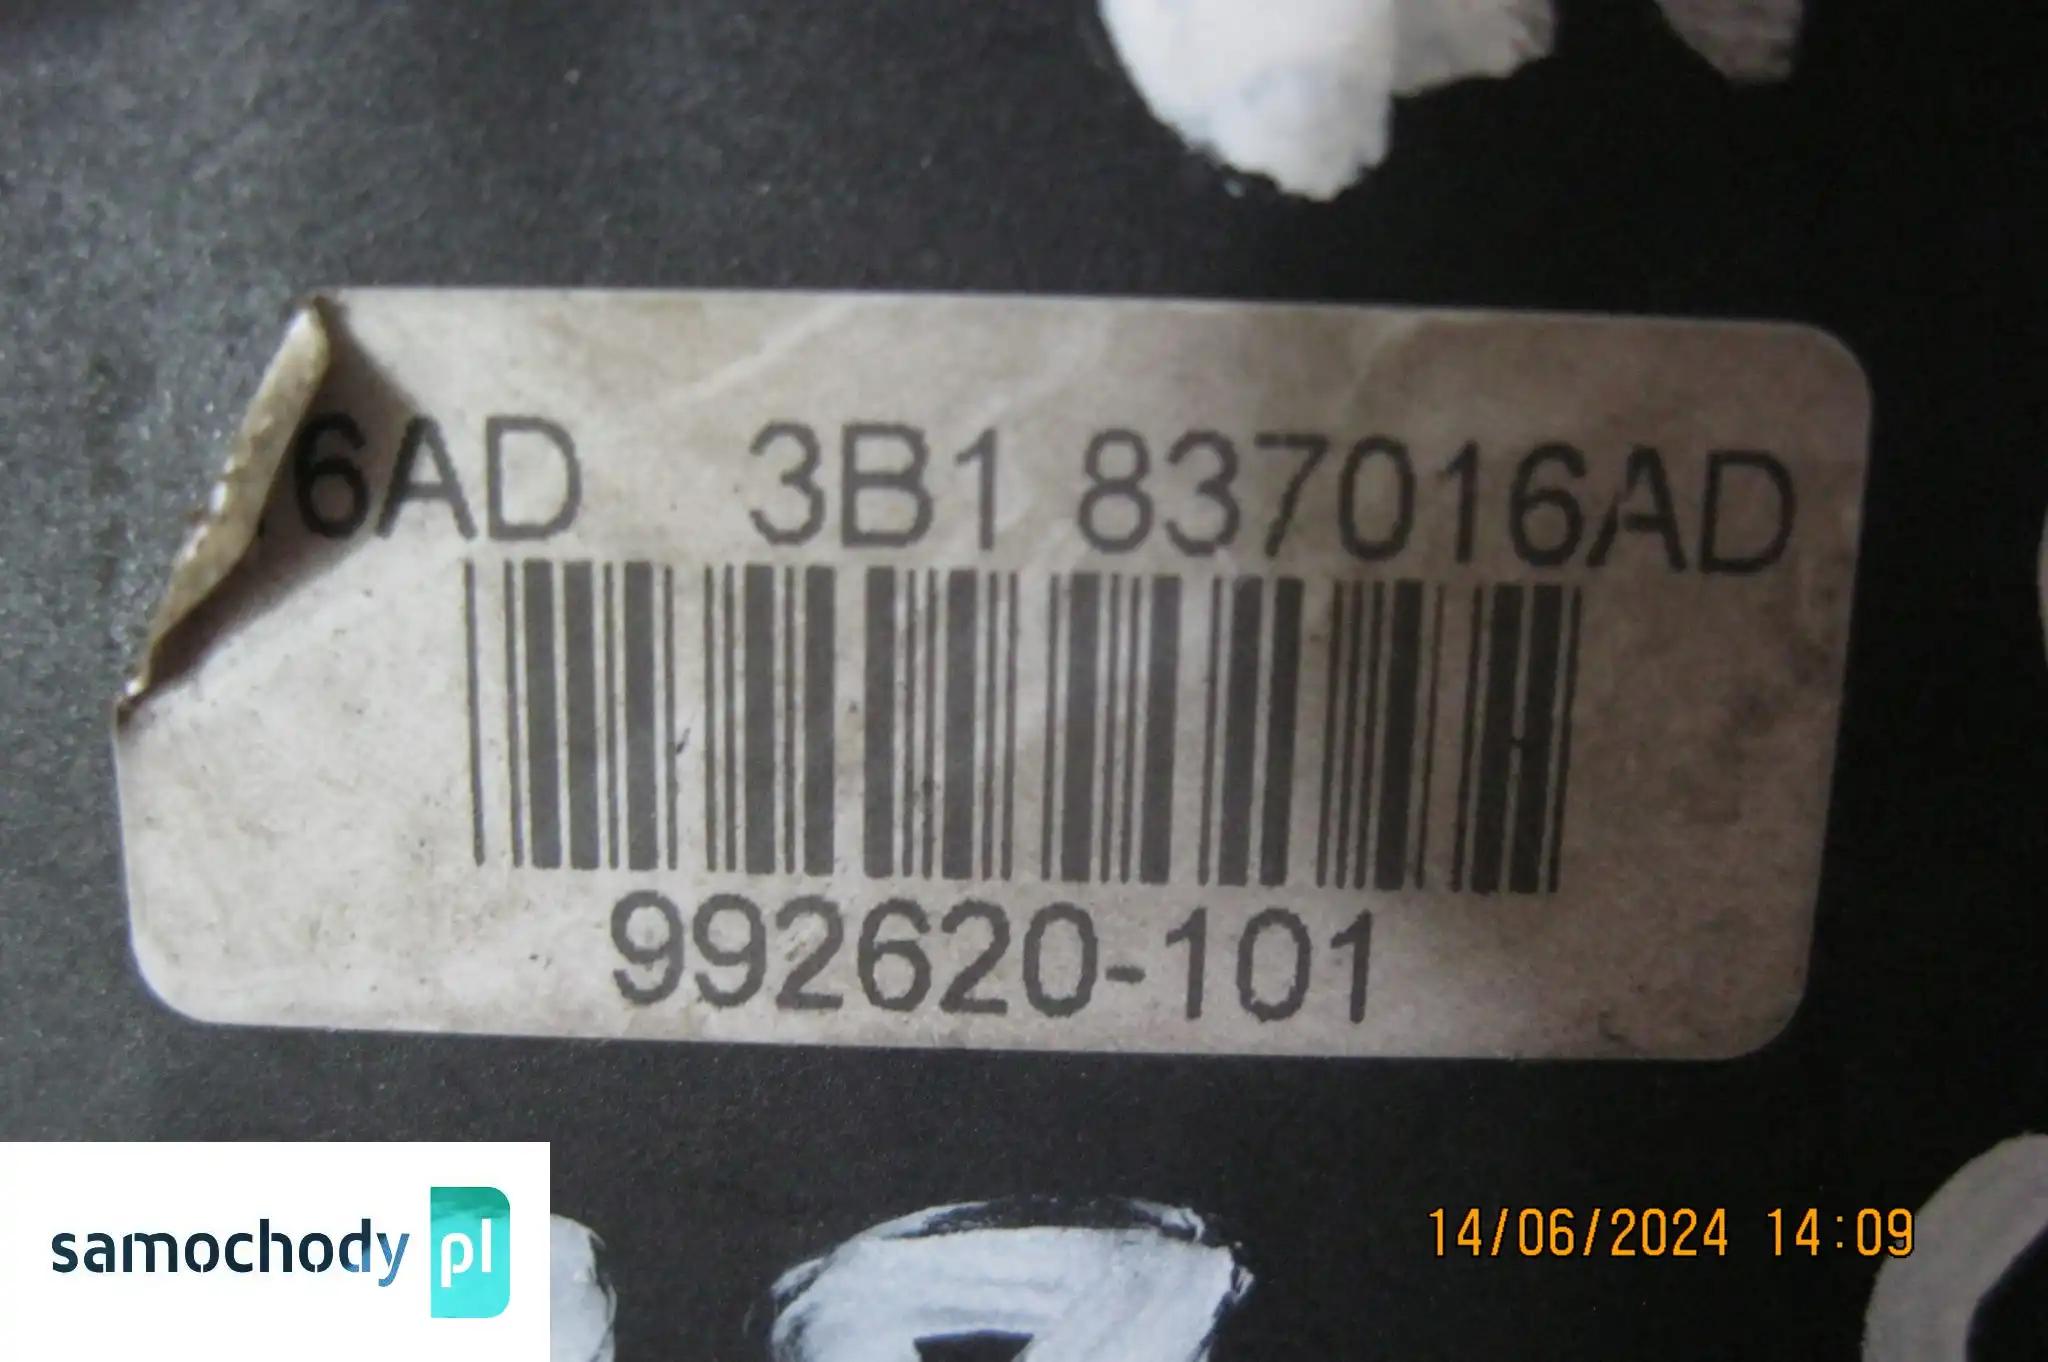 6AD 3B1 837016AD
992620-101
samochody pl
14/06/2024 14:09